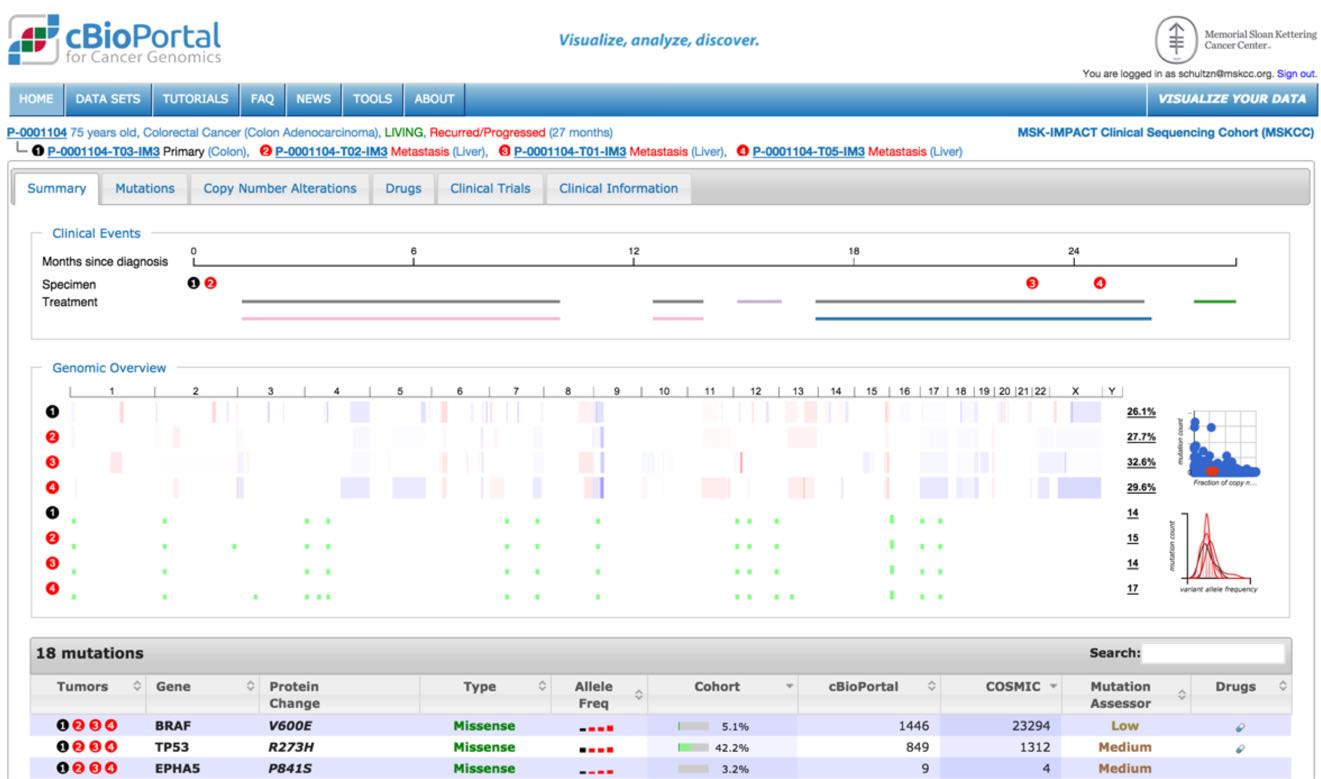 cBioPortal
for Cancer Genomics
Visualize, analyze, discover.
Memorial Sloan Kettering
Cancer Center
You are logged in as schultzn@mskcc.org. Sign out.
HOME DATA SETS TUTORIALS FAQ NEWS TOOLS ABOUT VISUALIZE YOUR DATA
P-0001104 75 years old, Colorectal Cancer (Colon Adenocarcinoma), LIVING, Recurred/Progressed (27 months) MSK-IMPACT Clinical Sequencing Cohort (MSKCC)
1 P-0001104-T03-IM3 Primary (Colon), 2 P-0001104-T02-IM3 Metastasis (Liver), 3 P-0001104-T01-IM3 Metastasis (Liver), 4 P-0001104-T05-IM3 Metastasis (Liver)
Summary Mutations Copy Number Alterations Drugs Clinical Trials Clinical Information
Clinical Events
0 6 12 18 24
Months since diagnosis
Specimen 1 2 3 4
Treatment
Genomic Overview
1 2 3 4 5 6 7 8 9 10 11 12 13 14 15 16 17 18 19 20 21 22 X Y
1 26.1%
2 27.7%
3 32.6%
4 29.6%
mutation count
Fraction of copy n...
1 14
2 15
3 14
4 17
mutation count
variant allele frequency
18 mutations Search:
Tumors Gene Protein Change Type Allele Freq Cohort cBioPortal COSMIC Mutation Assessor Drugs
1 2 3 4 BRAF V600E Missense 5.1% 1446 23294 Low
1 2 3 4 TP53 R273H Missense 42.2% 849 1312 Medium
1 2 3 4 EPHA5 P841S Missense 3.2% 9 4 Medium